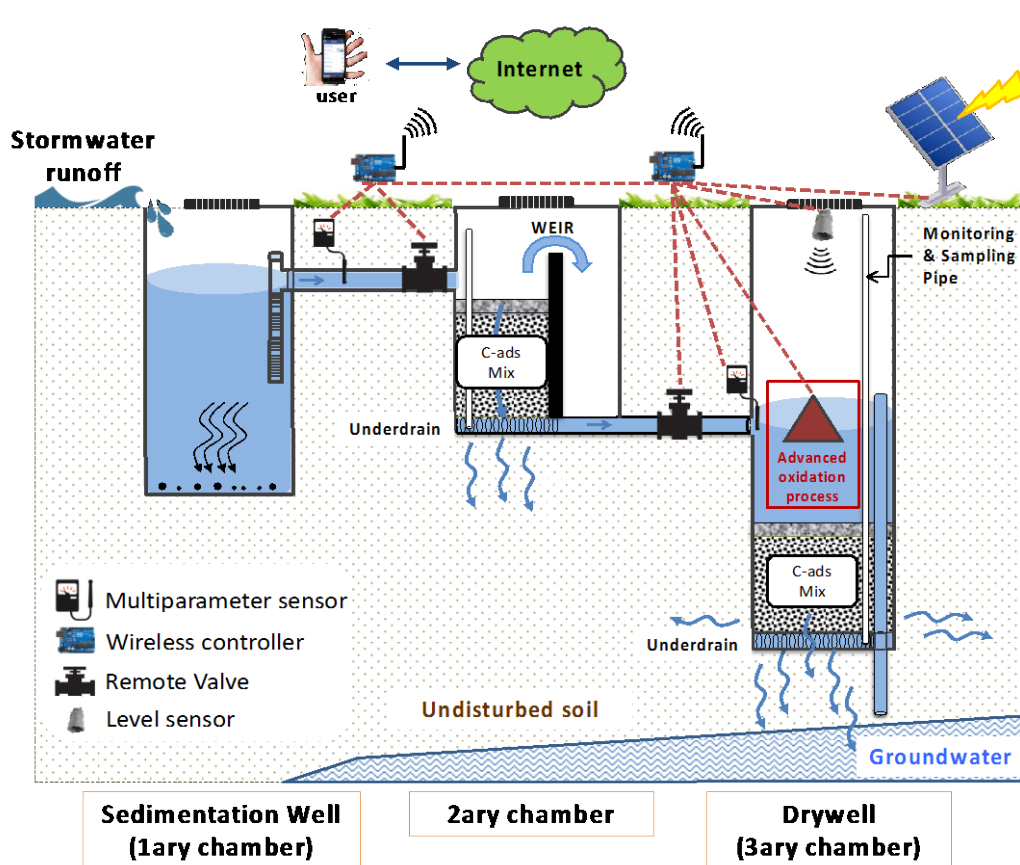 user
Internet
Stormwater
runoff
WEIR
Monitoring
& Sampling
Pipe
C-ads
Mix
Underdrain
Advanced
oxidation
process
C-ads
Mix
Underdrain
Multiparameter sensor
Wireless controller
Remote Valve
Level sensor
Undisturbed soil
Groundwater
Sedimentation Well
(1ary chamber)
2ary chamber
Drywell
(3ary chamber)